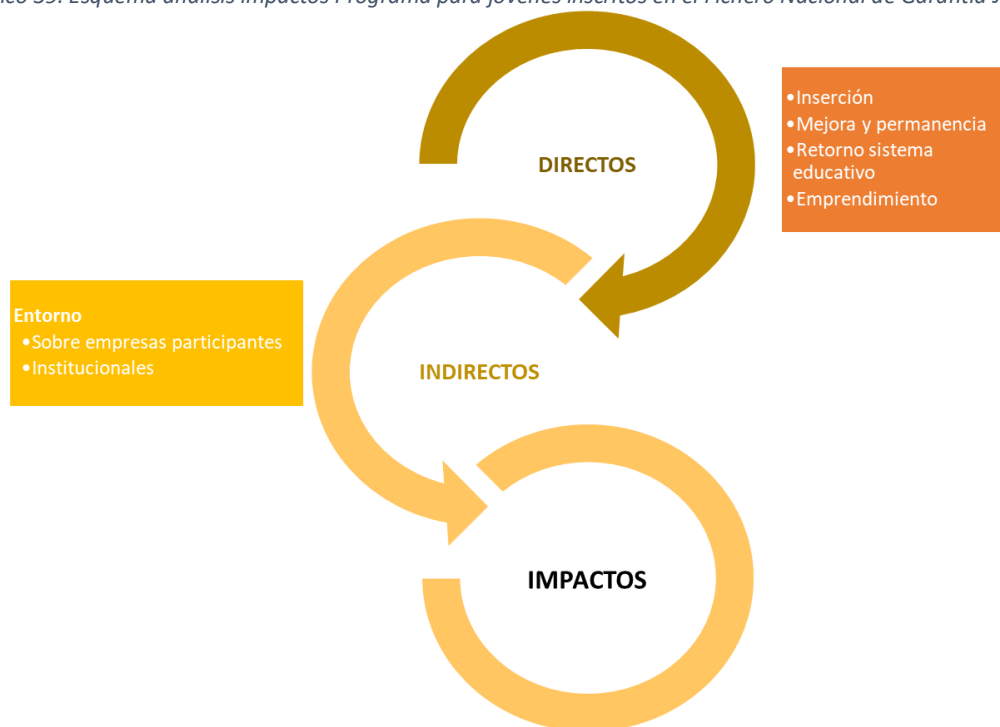 Esquema análisis impactos Programa para jóvenes inscritos en el Fichero Nacional de Garantía
DIRECTOS
•Inserción
•Mejora y permanencia
•Retorno sistema
educativo
•Emprendimiento
Entorno
•Sobre empresas participantes
•Institucionales
INDIRECTOS
IMPACTOS